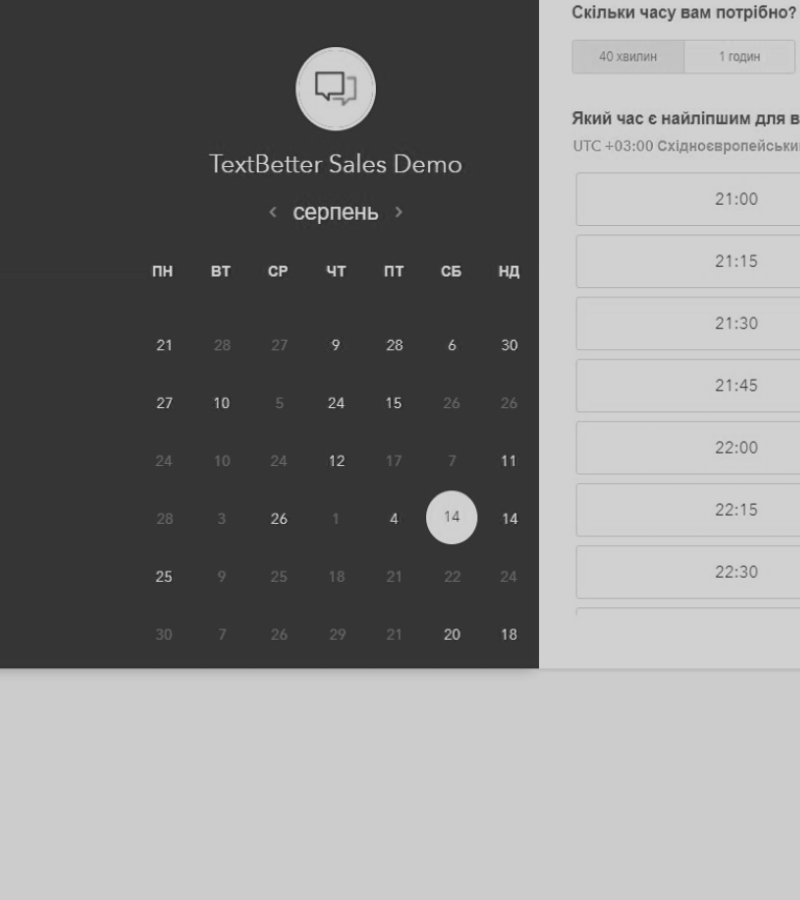 TextBetter Sales Demo
‹ серпень ›
ПН ВТ СР ЧТ ПТ СБ НД
21 28 27 9 28 6 30
27 10 5 24 15 26 26
24 10 24 12 17 7 11
28 3 26 1 4 14 14
25 9 25 18 21 22 24
30 7 26 29 21 20 18
Скільки часу вам потрібно?
40 хвилин 1 годин
Який час є найліпшим для в
UTC +03:00 Східноєвропейськи
21:00
21:15
21:30
21:45
22:00
22:15
22:30